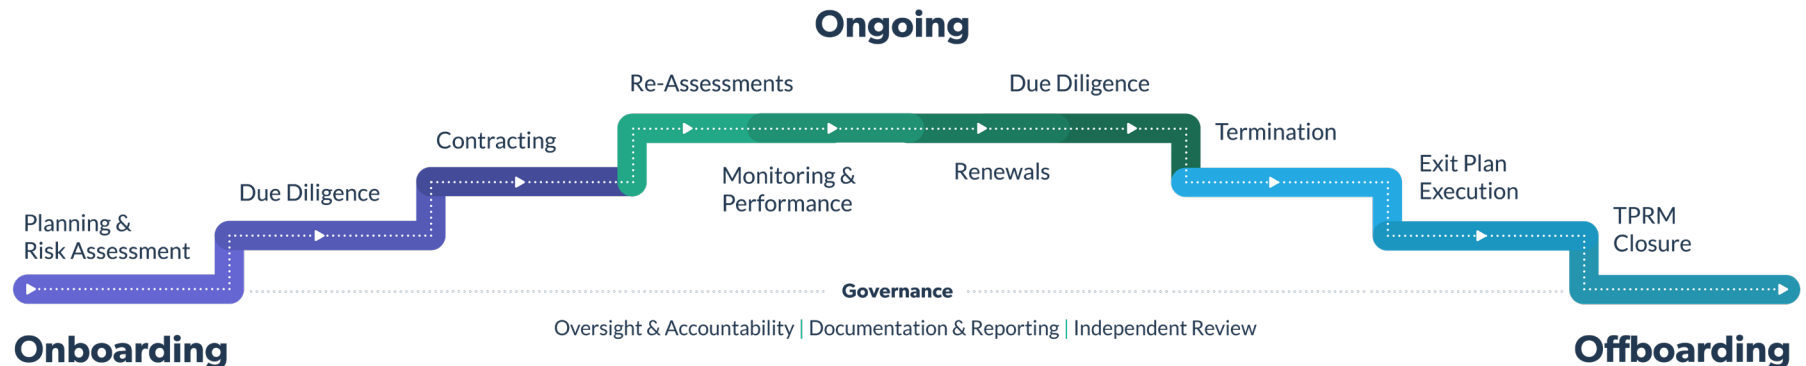 Ongoing
Re-Assessments
Due Diligence
Contracting
Termination
Monitoring &
Performance
Renewals
Exit Plan
Execution
Due Diligence
Planning &
Risk Assessment
TPRM
Closure
Governance
Oversight & Accountability | Documentation & Reporting | Independent Review
Onboarding
Offboarding